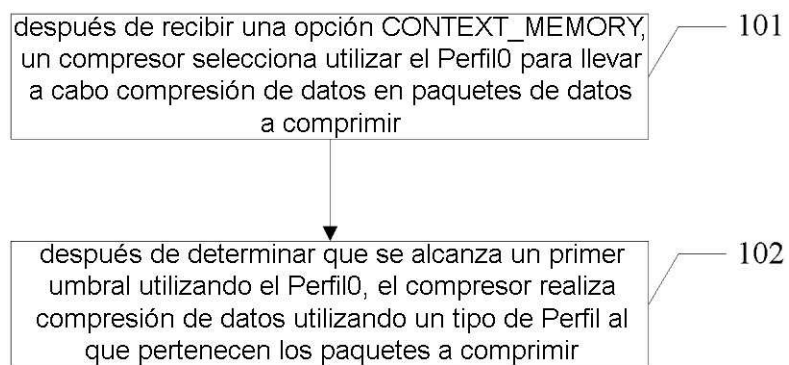 después de recibir una opción CONTEXT_MEMORY,
un compresor selecciona utilizar el Perfil0 para llevar
a cabo compresión de datos en paquetes de datos
a comprimir
101
después de determinar que se alcanza un primer
umbral utilizando el Perfil0, el compresor realiza
compresión de datos utilizando un tipo de Perfil al
que pertenecen los paquetes a comprimir
102